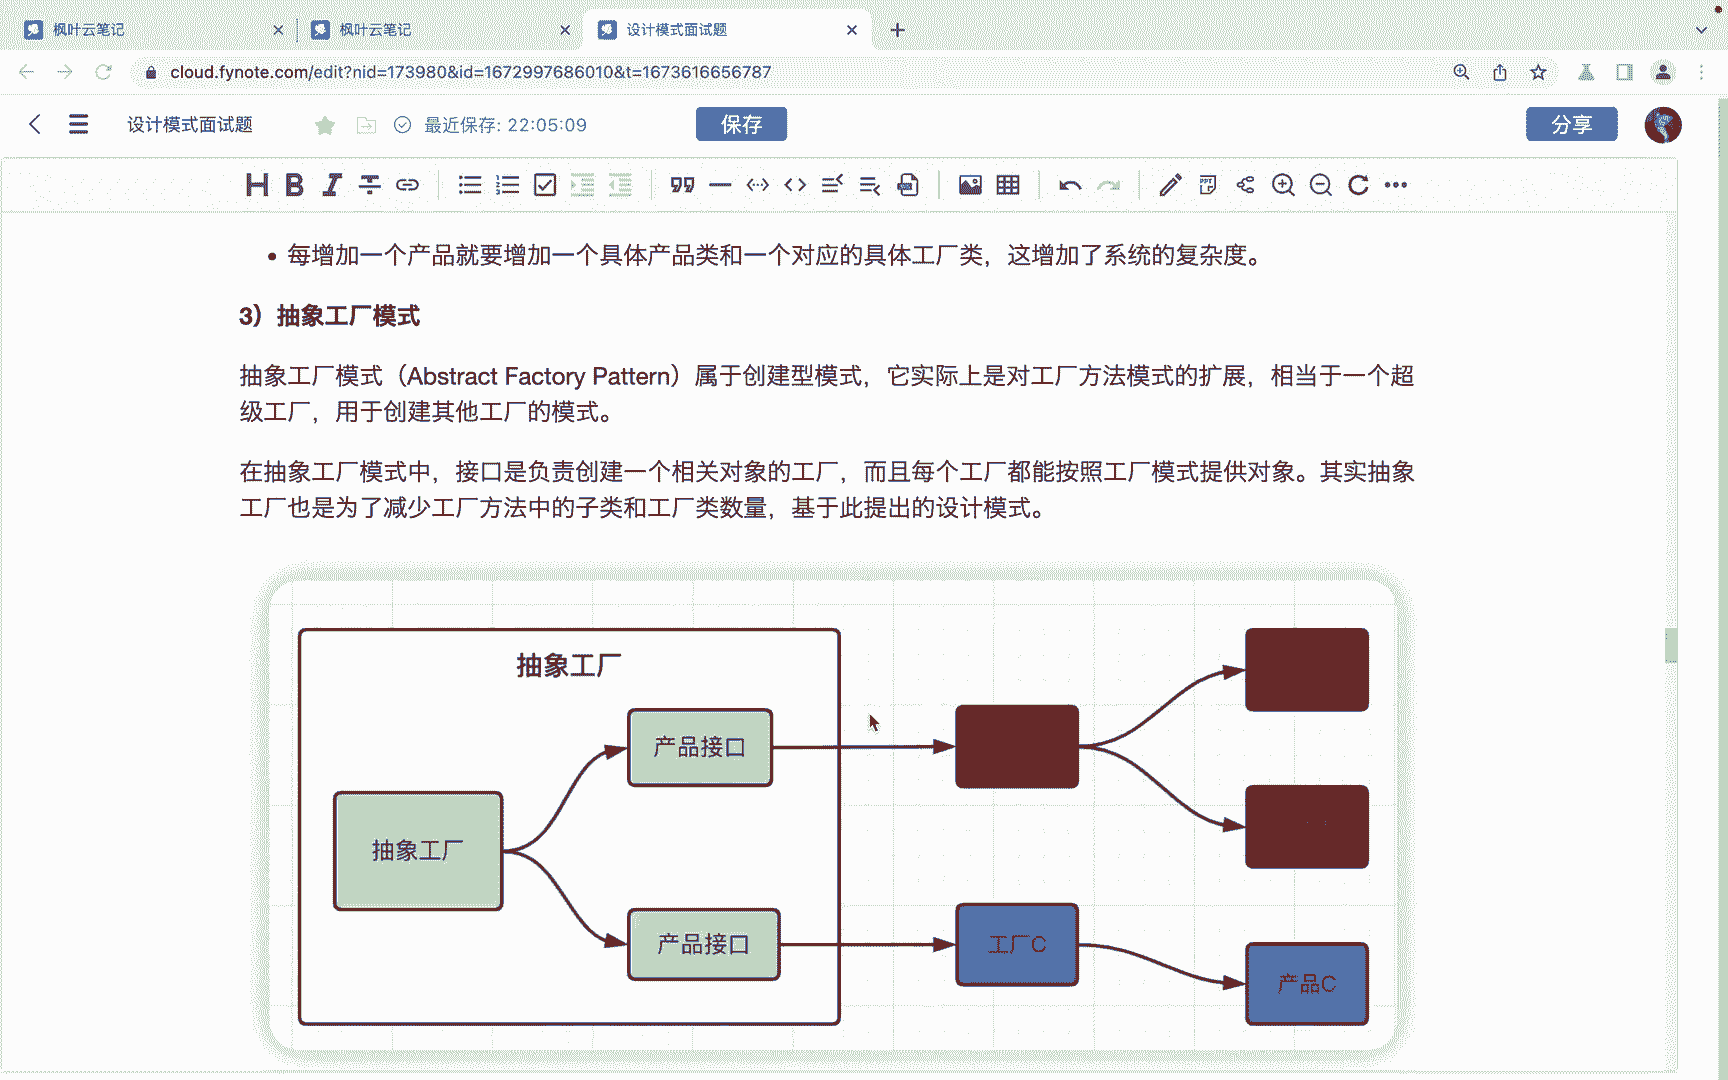 枫叶云笔记
枫叶云笔记
设计模式面试题
cloud.fynote.com/edit?nid=173980&id=1672997686010&t=1673616656787
设计模式面试题
最近保存: 22:05:09
保存
分享
每增加一个产品就要增加一个具体产品类和一个对应的具体工厂类，这增加了系统的复杂度。
3）抽象工厂模式
抽象工厂模式（Abstract Factory Pattern）属于创建型模式，它实际上是对工厂方法模式的扩展，相当于一个超
级工厂，用于创建其他工厂的模式。
在抽象工厂模式中，接口是负责创建一个相关对象的工厂，而且每个工厂都能按照工厂模式提供对象。其实抽象
工厂也是为了减少工厂方法中的子类和工厂类数量，基于此提出的设计模式。
抽象工厂
产品接口
抽象工厂
产品接口
工厂C
产品C